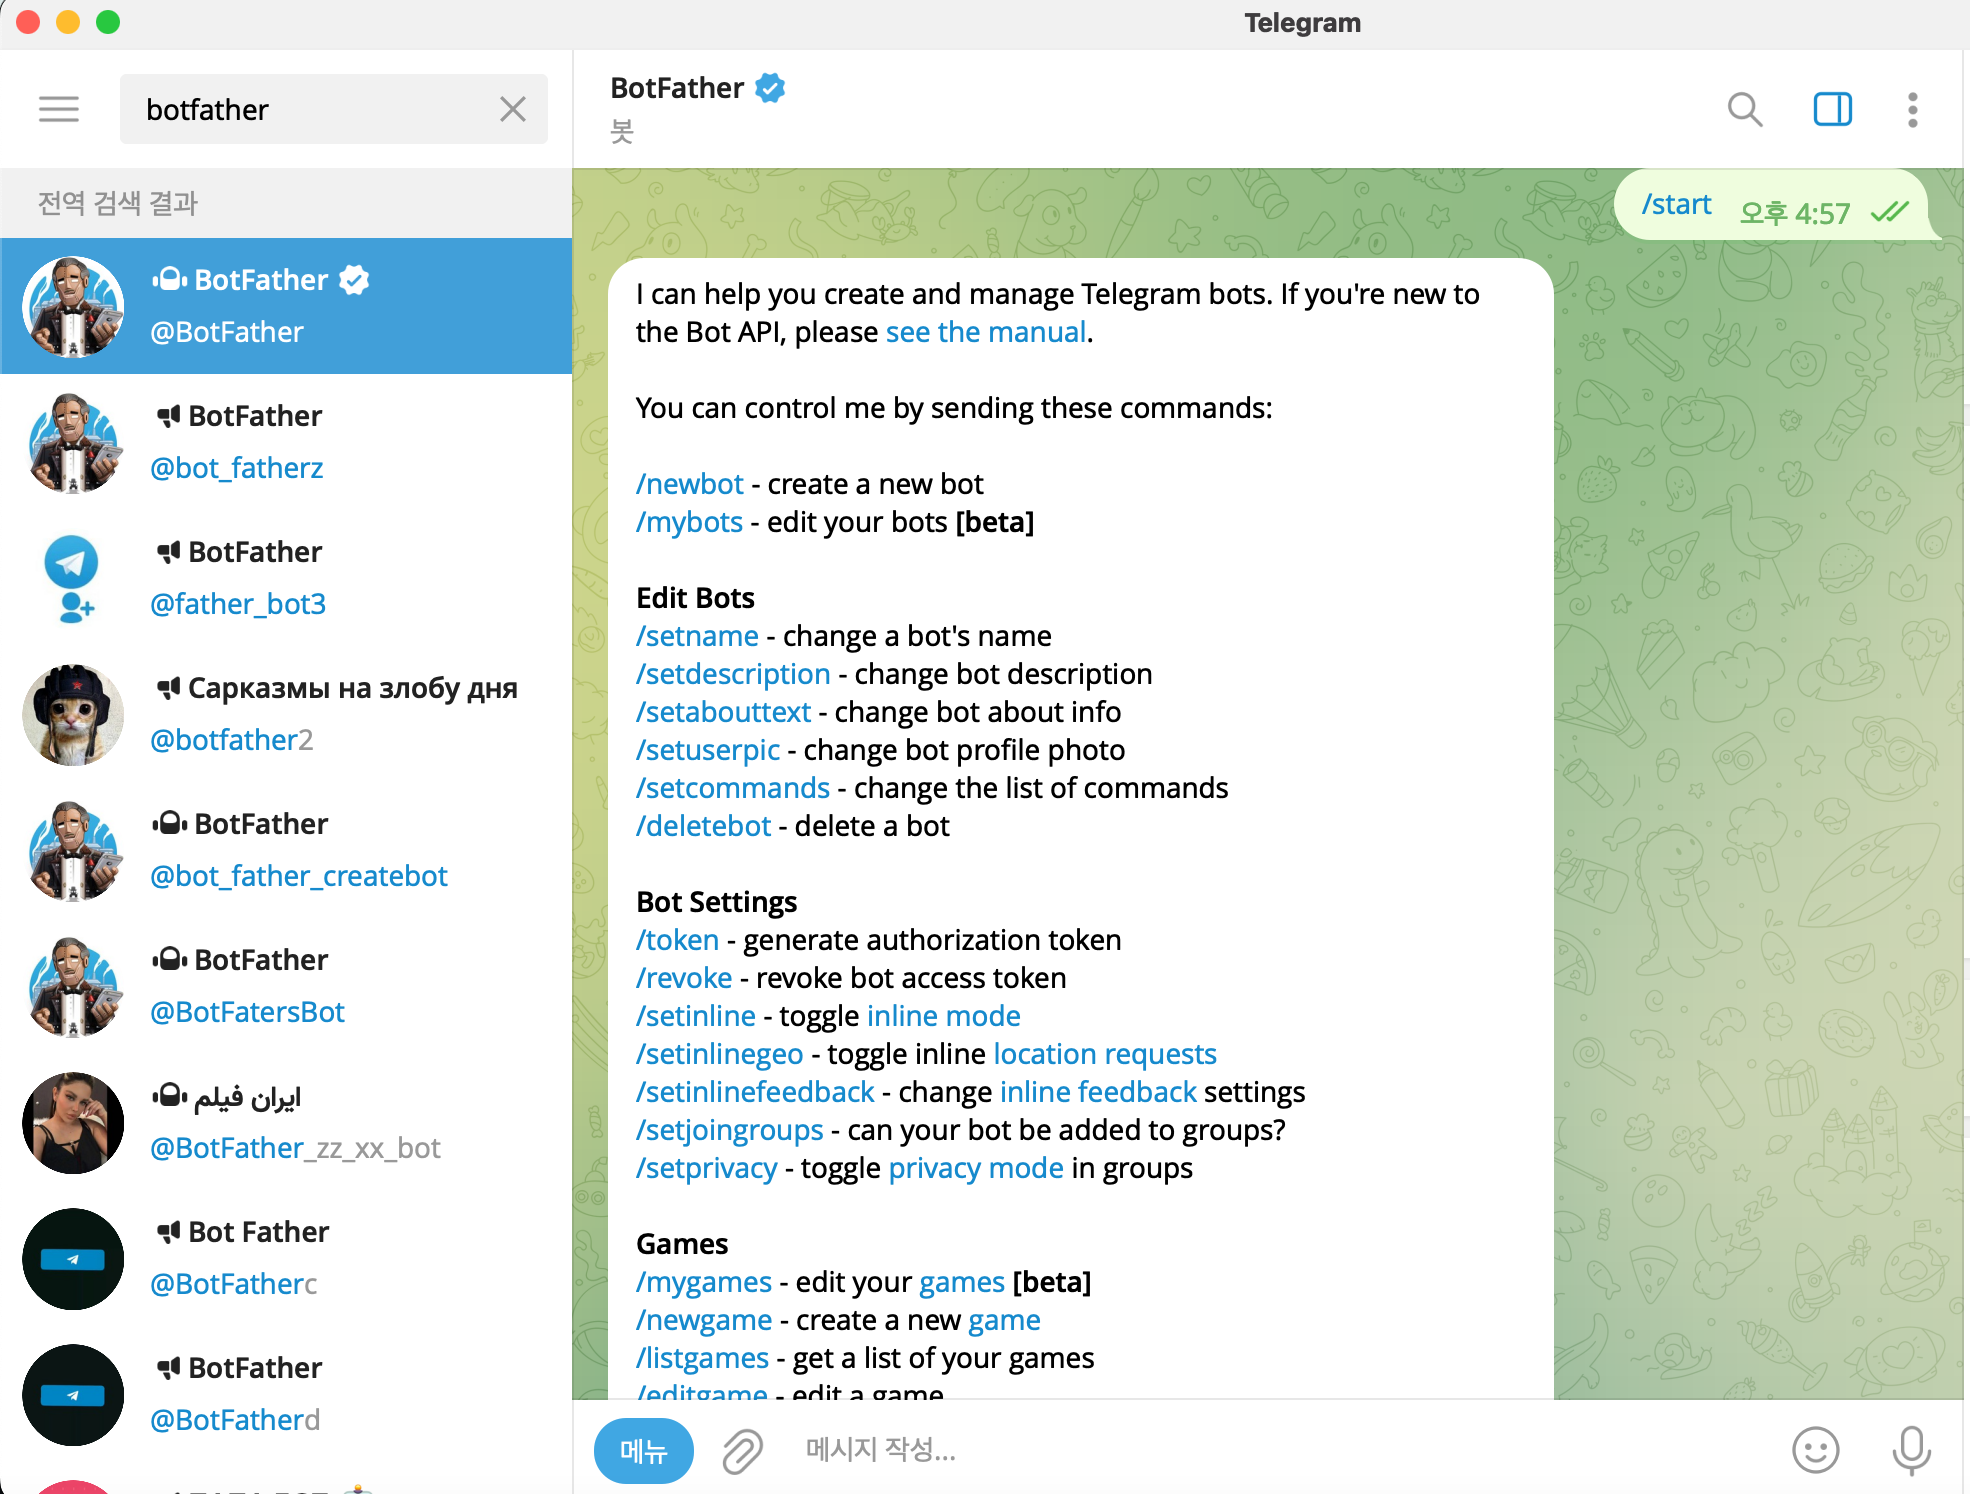 Telegram
botfather
전역 검색 결과
BotFather
@BotFather
BotFather
@bot_fatherz
BotFather
@father_bot3
Сарказмы на злобу дня
@botfather2
BotFather
@bot_father_createbot
BotFather
@BotFatersBot
ایران فیلم
@BotFather_zz_xx_bot
Bot Father
@BotFatherc
BotFather
@BotFatherd
BotFather
봇
/start 오후 4:57
I can help you create and manage Telegram bots. If you're new to
the Bot API, please see the manual.
You can control me by sending these commands:
/newbot - create a new bot
/mybots - edit your bots [beta]
Edit Bots
/setname - change a bot's name
/setdescription - change bot description
/setabouttext - change bot about info
/setuserpic - change bot profile photo
/setcommands - change the list of commands
/deletebot - delete a bot
Bot Settings
/token - generate authorization token
/revoke - revoke bot access token
/setinline - toggle inline mode
/setinlinegeo - toggle inline location requests
/setinlinefeedback - change inline feedback settings
/setjoingroups - can your bot be added to groups?
/setprivacy - toggle privacy mode in groups
Games
/mygames - edit your games [beta]
/newgame - create a new game
/listgames - get a list of your games
/editgame - edit a game
메뉴
메시지 작성...